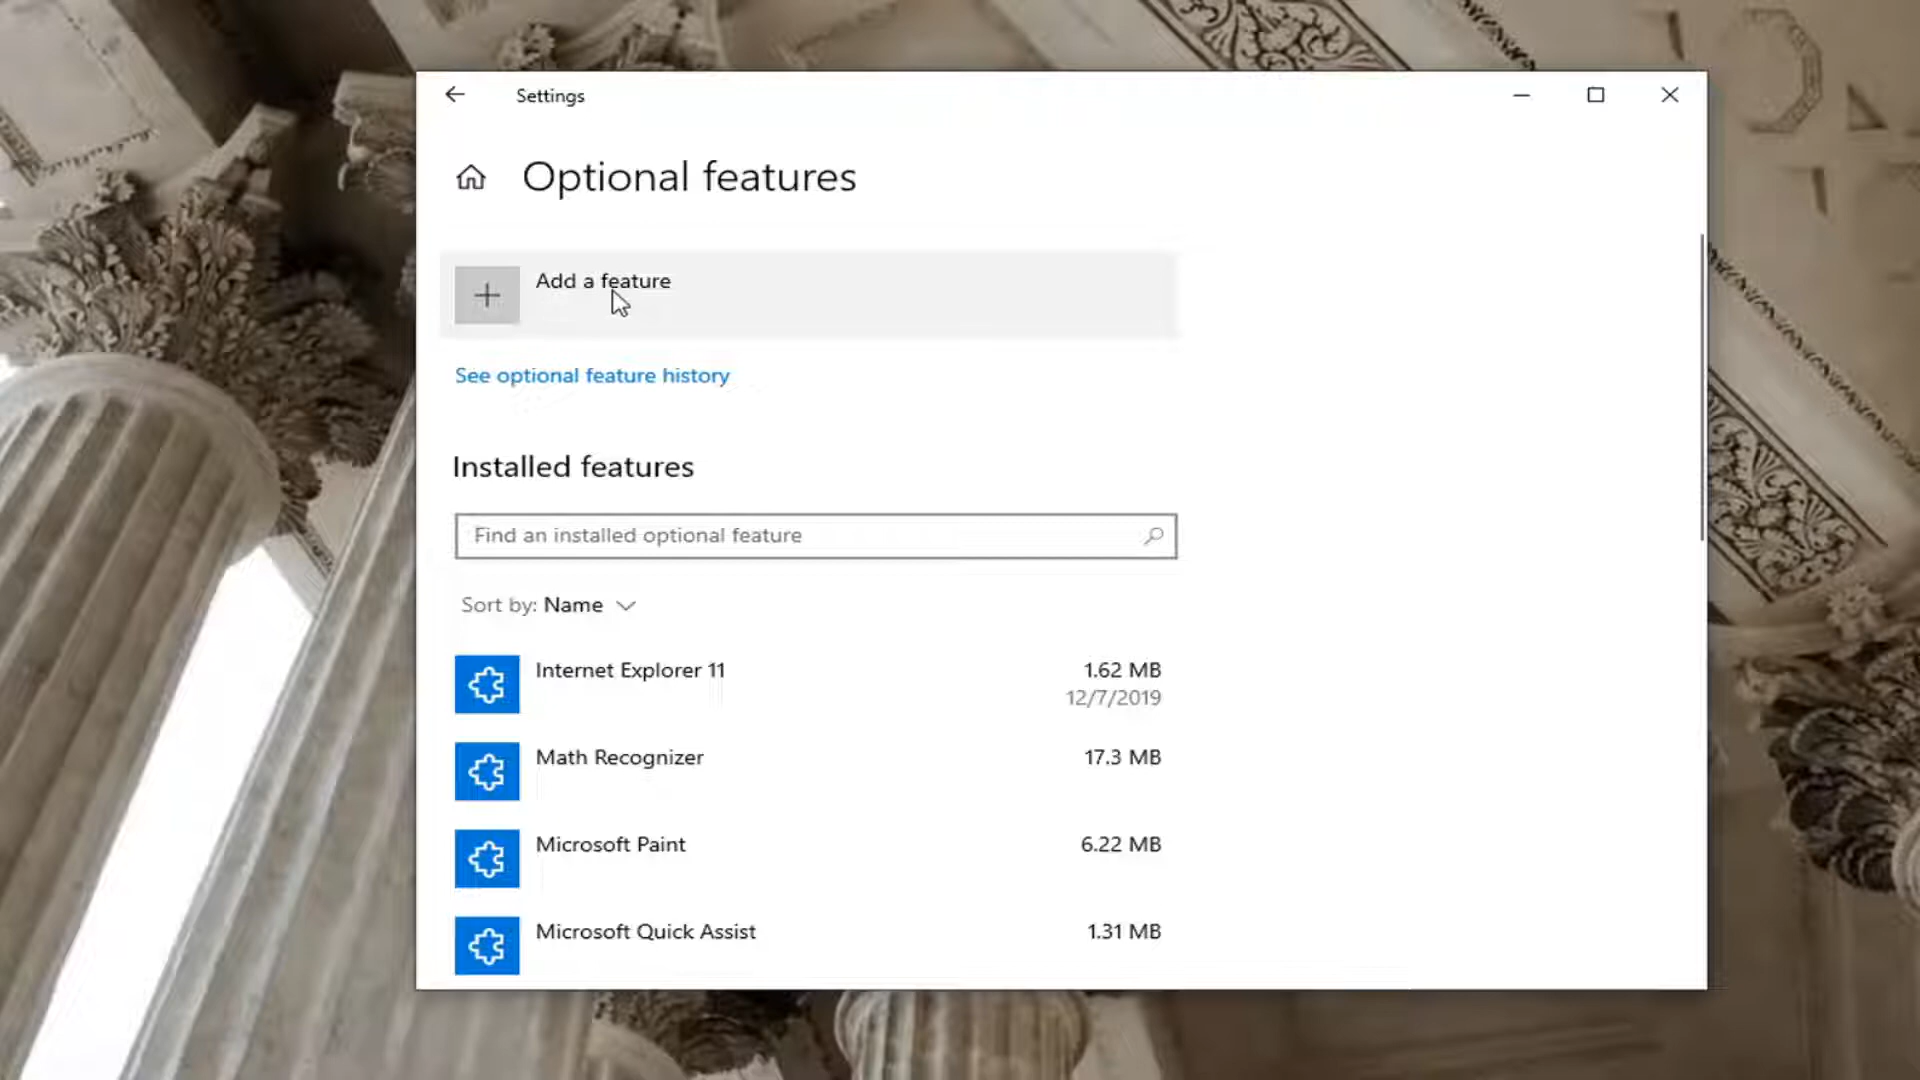 Settings
Optional features
Add a feature
See optional feature history
Installed features
Find an installed optional feature
Sort by: Name
Internet Explorer 11 1.62 MB
12/7/2019
Math Recognizer 17.3 MB
Microsoft Paint 6.22 MB
Microsoft Quick Assist 1.31 MB